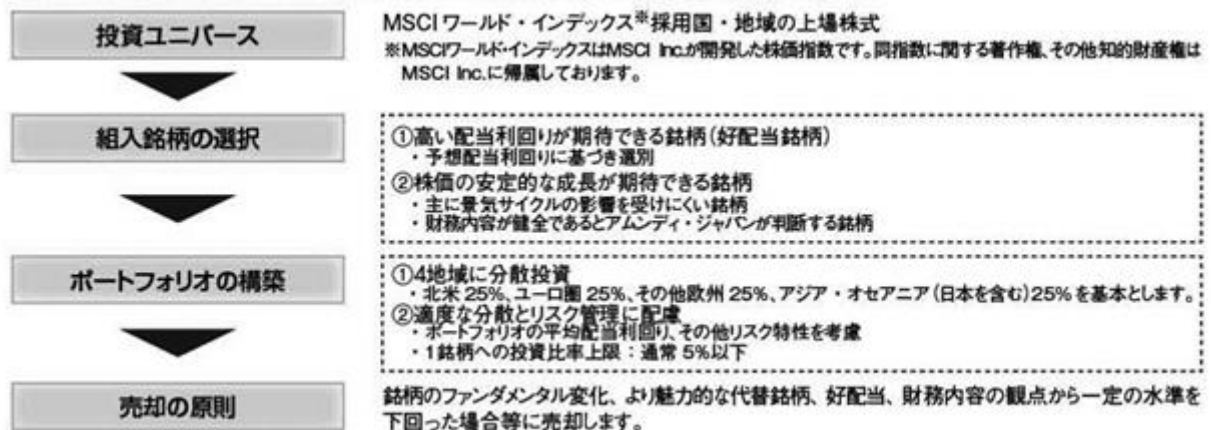 投資ユニバース
MSCIワールド・インデックス※採用国・地域の上場株式
※MSCIワールド・インデックスはMSCI Inc.が開発した株価指数です。同指数に関する著作権、その他知的財産権は
MSCI Inc.に帰属しております。
組入銘柄の選択
①高い配当利回りが期待できる銘柄(好配当銘柄)
・予想配当利回りに基づき選別
②株価の安定的な成長が期待できる銘柄
・主に景気サイクルの影響を受けにくい銘柄
・財務内容が健全であるとアムンディ・ジャパンが判断する銘柄
ポートフォリオの構築
①4地域に分散投資
・北米 25%、ユーロ圏 25%、その他欧州 25%、アジア・オセアニア(日本を含む)25%を基本とします。
②適度な分散とリスク管理に配慮
・ポートフォリオの平均配当利回り、その他リスク特性を考慮
・1銘柄への投資比率上限:通常 5%以下
売却の原則
銘柄のファンダメンタル変化、より魅力的な代替銘柄、好配当、財務内容の観点から一定の水準を
下回った場合等に売却します。